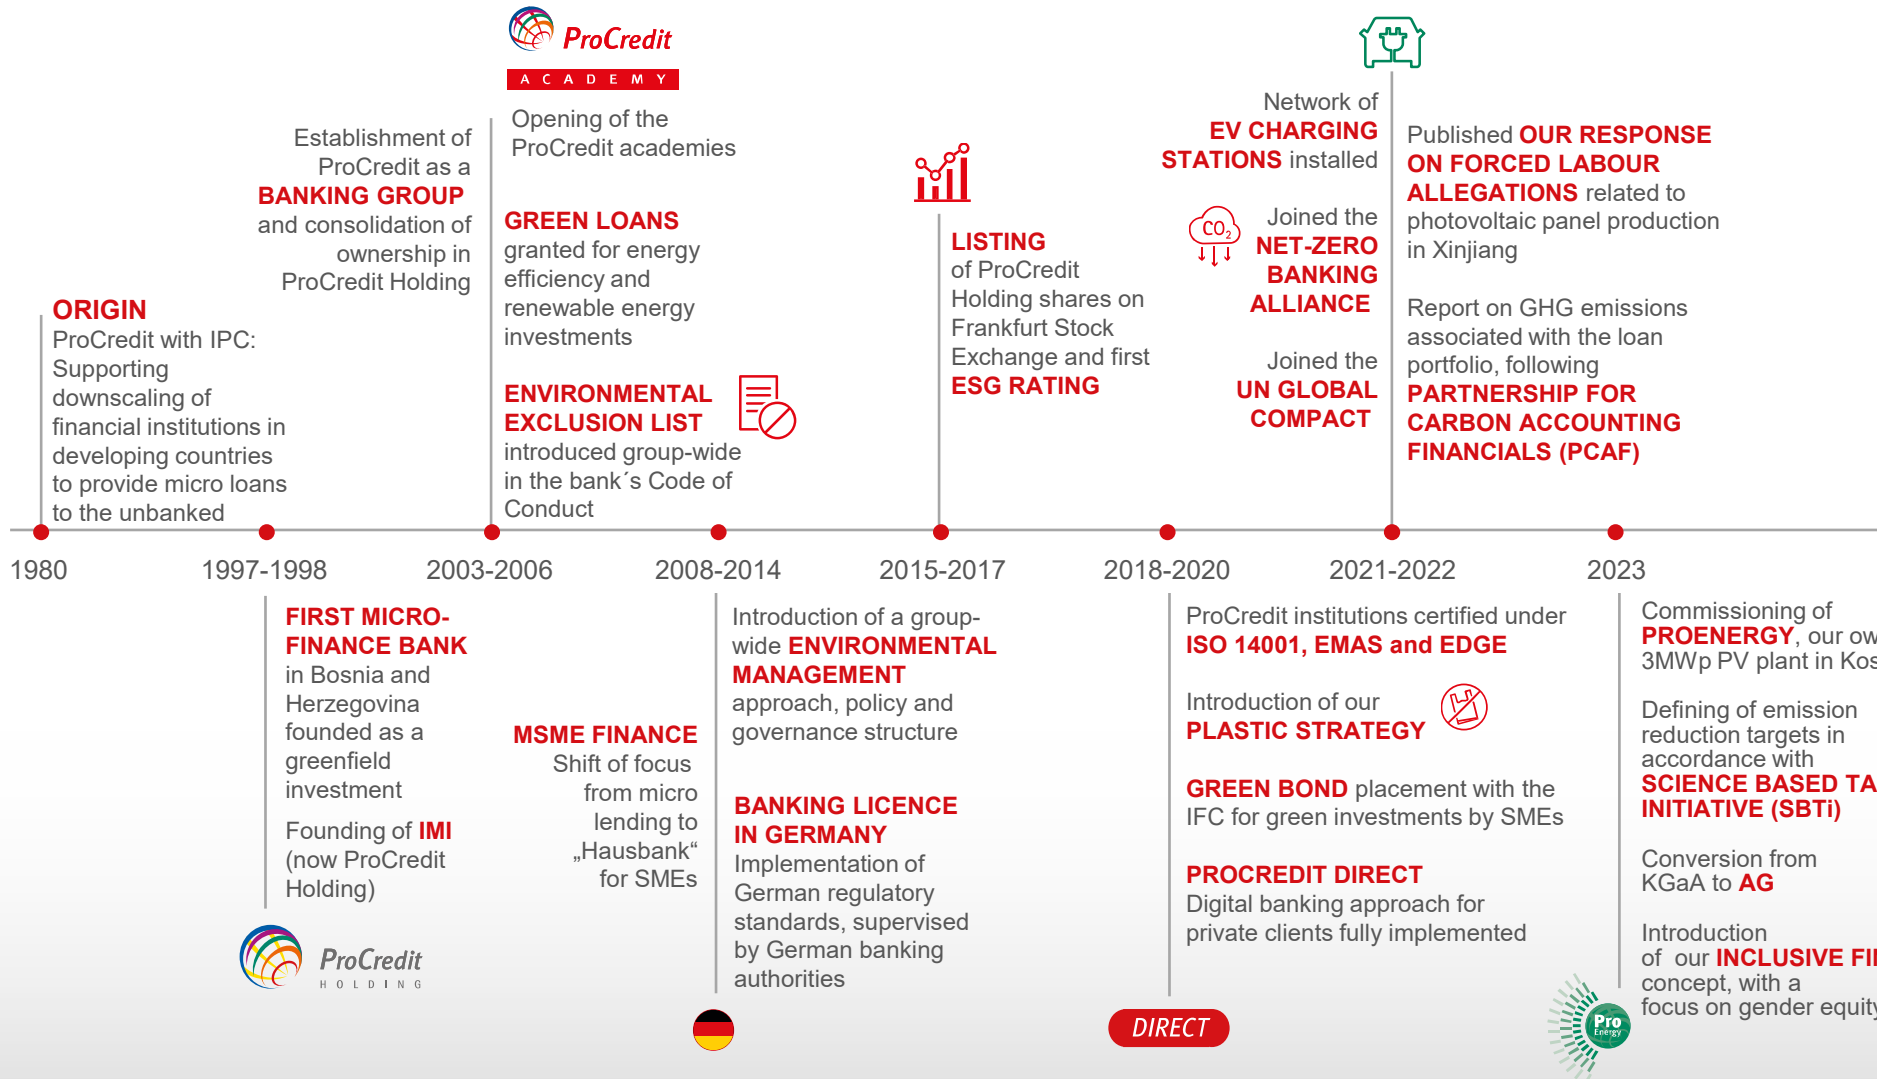 ProCredit
ACADEMY
Establishment of
ProCredit as a
BANKING GROUP
and consolidation of
ownership in
ProCredit Holding
Opening of the
ProCredit academies
GREEN LOANS
granted for energy
efficiency and
renewable energy
investments
ENVIRONMENTAL
EXCLUSION LIST
introduced group-wide
in the bank´s Code of
Conduct
ORIGIN
ProCredit with IPC:
Supporting
downscaling of
financial institutions in
developing countries
to provide micro loans
to the unbanked
LISTING
of ProCredit
Holding shares on
Frankfurt Stock
Exchange and first
ESG RATING
Network of
EV CHARGING
STATIONS installed
CO2
Joined the
NET-ZERO
BANKING
ALLIANCE
Joined the
UN GLOBAL
COMPACT
Published OUR RESPONSE
ON FORCED LABOUR
ALLEGATIONS related to
photovoltaic panel production
in Xinjiang
Report on GHG emissions
associated with the loan
portfolio, following
PARTNERSHIP FOR
CARBON ACCOUNTING
FINANCIALS (PCAF)
1980 1997-1998 2003-2006 2008-2014 2015-2017 2018-2020 2021-2022 2023
FIRST MICRO-
FINANCE BANK
in Bosnia and
Herzegovina
founded as a
greenfield
investment
Founding of IMI
(now ProCredit
Holding)
ProCredit
HOLDING
MSME FINANCE
Shift of focus
from micro
lending to
„Hausbank“
for SMEs
Introduction of a group-
wide ENVIRONMENTAL
MANAGEMENT
approach, policy and
governance structure
BANKING LICENCE
IN GERMANY
Implementation of
German regulatory
standards, supervised
by German banking
authorities
ProCredit institutions certified under
ISO 14001, EMAS and EDGE
Introduction of our
PLASTIC STRATEGY
GREEN BOND placement with the
IFC for green investments by SMEs
PROCREDIT DIRECT
Digital banking approach for
private clients fully implemented
DIRECT
Commissioning of
PROENERGY, our ow
3MWp PV plant in Kos
Defining of emission
reduction targets in
accordance with
SCIENCE BASED TA
INITIATIVE (SBTi)
Conversion from
KGaA to AG
Introduction
of our INCLUSIVE FI
concept, with a
focus on gender equity
Pro
Energy